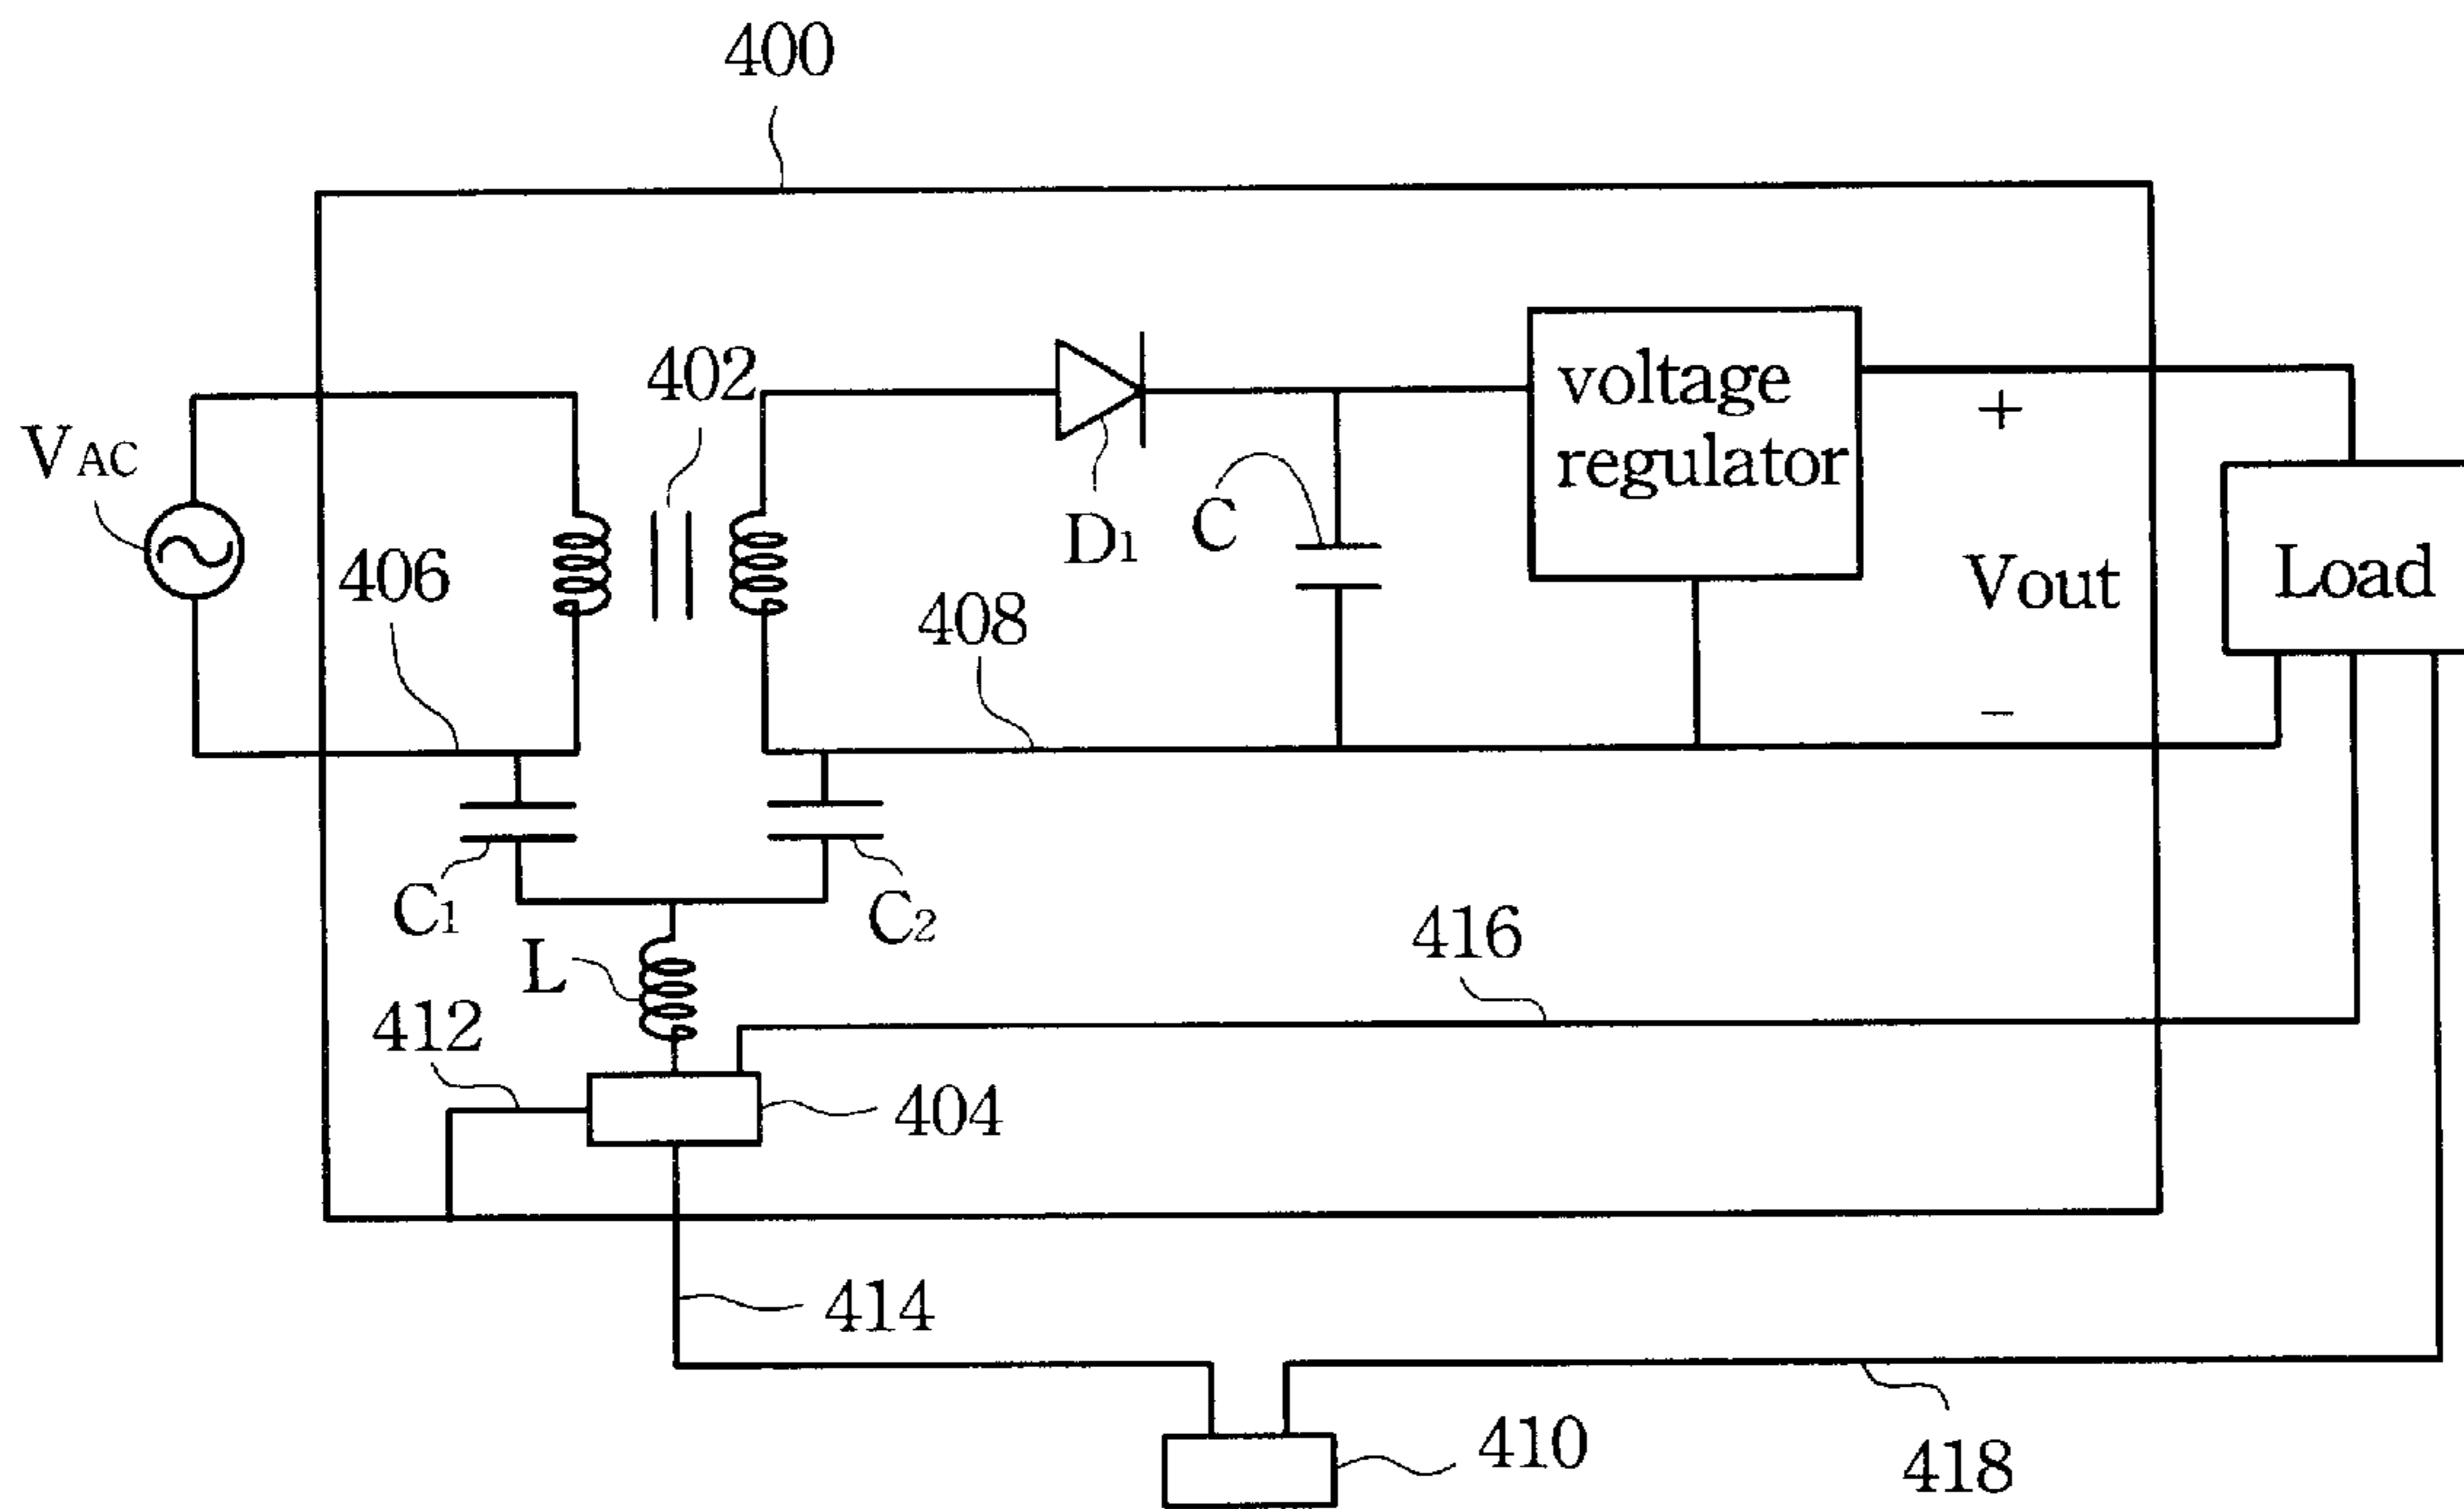 400
402
voltage
regulator
+
VAC
D1
C
406
Vout
Load
408
−
C1
C2
L
416
412
404
414
410
418